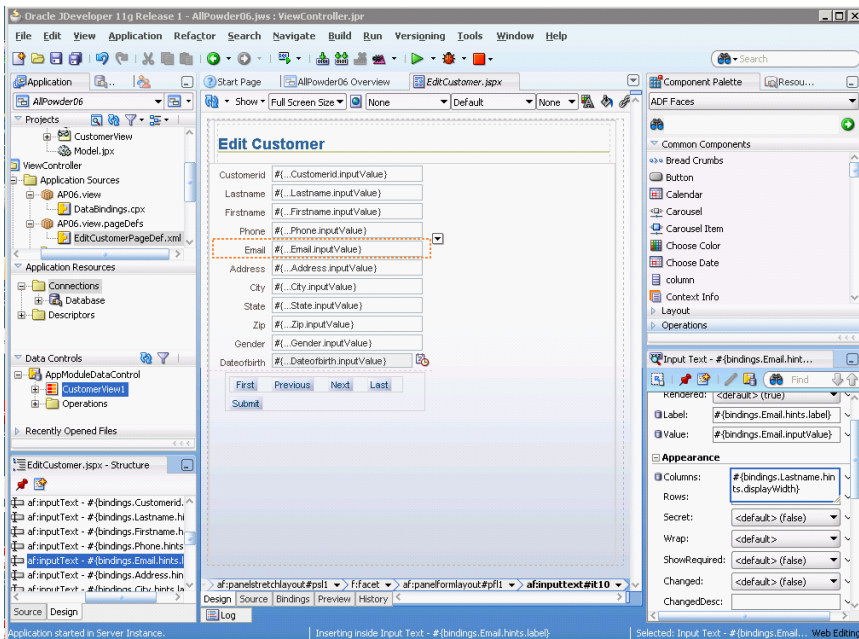 Oracle JDeveloper 11g Release 1 - AllPowder06.jws : ViewController.jpr
File Edit View Application Refactor Search Navigate Build Run Versioning Tools Window Help
Search
Application
AllPowder06
Projects
CustomerView
Model.jpx
ViewController
Application Sources
AP06.view
DataBindings.cpx
AP06.view.pageDefs
EditCustomerPageDef.xml
Application Resources
Connections
Database
Descriptors
Data Controls
AppModuleDataControl
CustomerView1
Operations
Recently Opened Files
EditCustomer.jspx - Structure
af:inputText - #{bindings.Customerid.
af:inputText - #{bindings.Lastname.hi
af:inputText - #{bindings.Firstname.h
af:inputText - #{bindings.Phone.hints
af:inputText - #{bindings.Email.hints.l
af:inputText - #{bindings.Address.hin
af:inputText - #{bindings.City.hints.la
Source Design
Start Page AllPowder06 Overview EditCustomer.jspx
Show Full Screen Size None Default None
Edit Customer
Customerid #{...Customerid.inputValue}
Lastname #{...Lastname.inputValue}
Firstname #{...Firstname.inputValue}
Phone #{...Phone.inputValue}
Email #{...Email.inputValue}
Address #{...Address.inputValue}
City #{...City.inputValue}
State #{...State.inputValue}
Zip #{...Zip.inputValue}
Gender #{...Gender.inputValue}
Dateofbirth #{...Dateofbirth.inputValue}
First Previous Next Last
Submit
af:panelstretchlayout#psl1 f:facet af:panelformlayout#pfl1 af:inputtext#it10
Design Source Bindings Preview History
Log
Component Palette Resou...
ADF Faces
Common Components
Bread Crumbs
Button
Calendar
Carousel
Carousel Item
Choose Color
Choose Date
column
Context Info
Layout
Operations
Input Text - #{bindings.Email.hint...
Find
Rendered: <default> (true)
Label: #{bindings.Email.hints.label}
Value: #{bindings.Email.inputValue}
Appearance
Columns: #{bindings.Lastname.hin
ts.displayWidth}
Rows:
Secret: <default> (false)
Wrap: <default>
ShowRequired: <default> (false)
Changed: <default> (false)
ChangedDesc:
Application started in Server Instance. Inserting inside Input Text - #{bindings.Email.hints.label} Selected: Input Text - #{bindings.Email... Web Editing